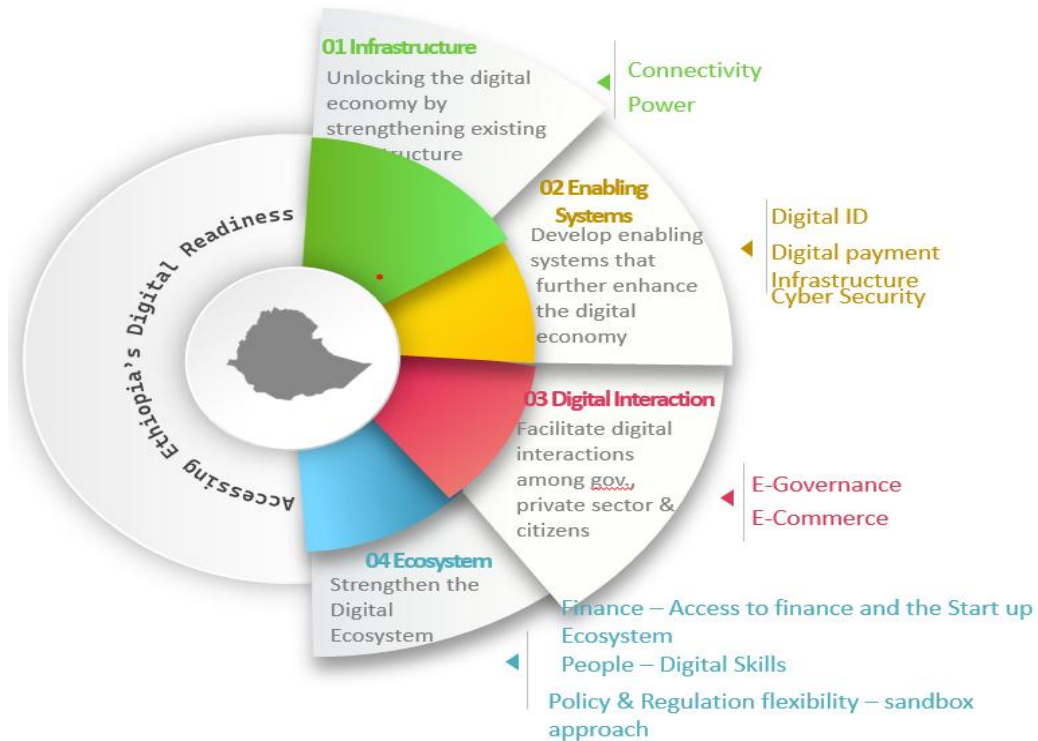 01 Infrastructure
Unlocking the digital
economy by
strengthening existing
structure
Connectivity
Power
02 Enabling
Systems
Develop enabling
systems that
further enhance
the digital
economy
Digital ID
Digital payment
Infrastructure
Cyber Security
03 Digital Interaction
Facilitate digital
interactions
among gov.,
private sector &
citizens
E-Governance
E-Commerce
04 Ecosystem
Strengthen the
Digital
Ecosystem
Finance – Access to finance and the Start up
Ecosystem
People – Digital Skills
Policy & Regulation flexibility – sandbox
approach
Accessing Ethiopia's Digital Readiness